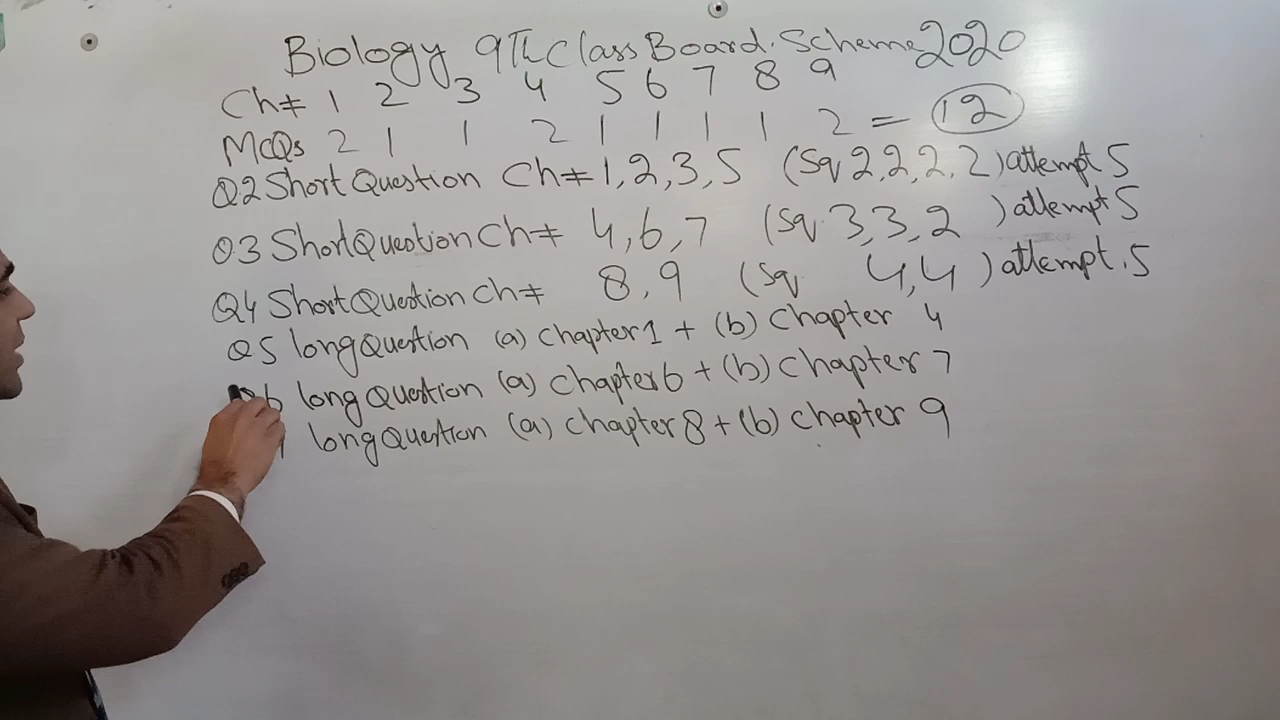 Biology 9Th Class Board.Scheme 2020
Ch# 1 2 3 4 5 6 7 8 9
MCQs 2 1 1 2 1 1 1 1 2 = 12
Q2 Short Question Ch# 1,2,3,5 (Sq 2,2,2,2) attempt 5
Q3 Short Question Ch# 4,6,7 (Sq. 3,3,2) attempt 5
Q4 Short Question Ch# 8,9 (Sq 4,4) attempt.5
Q5 long Question (a) Chapter 1 + (b) Chapter 4
Q6 long Question (a) Chapter 6 + (b) Chapter 7
long Question (a) Chapter 8 + (b) Chapter 9